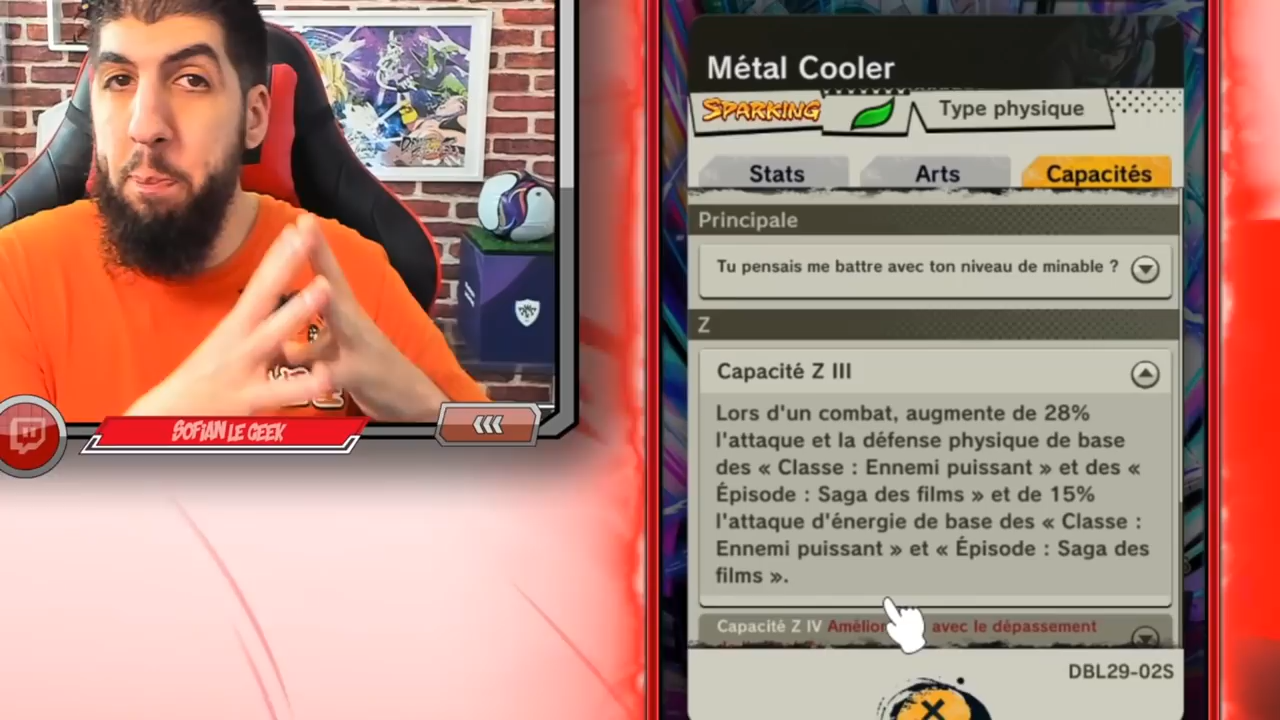 SOFIAN LE GEEK
Métal Cooler
SPARKING
Type physique
Stats
Arts
Capacités
Principale
Tu pensais me battre avec ton niveau de minable ?
Z
Capacité Z III
Lors d'un combat, augmente de 28%
l'attaque et la défense physique de base
des « Classe : Ennemi puissant » et des «
Épisode : Saga des films » et de 15%
l'attaque d'énergie de base des « Classe :
Ennemi puissant » et « Épisode : Saga des
films ».
Capacité Z IV avec le dépassement
DBL29-02S